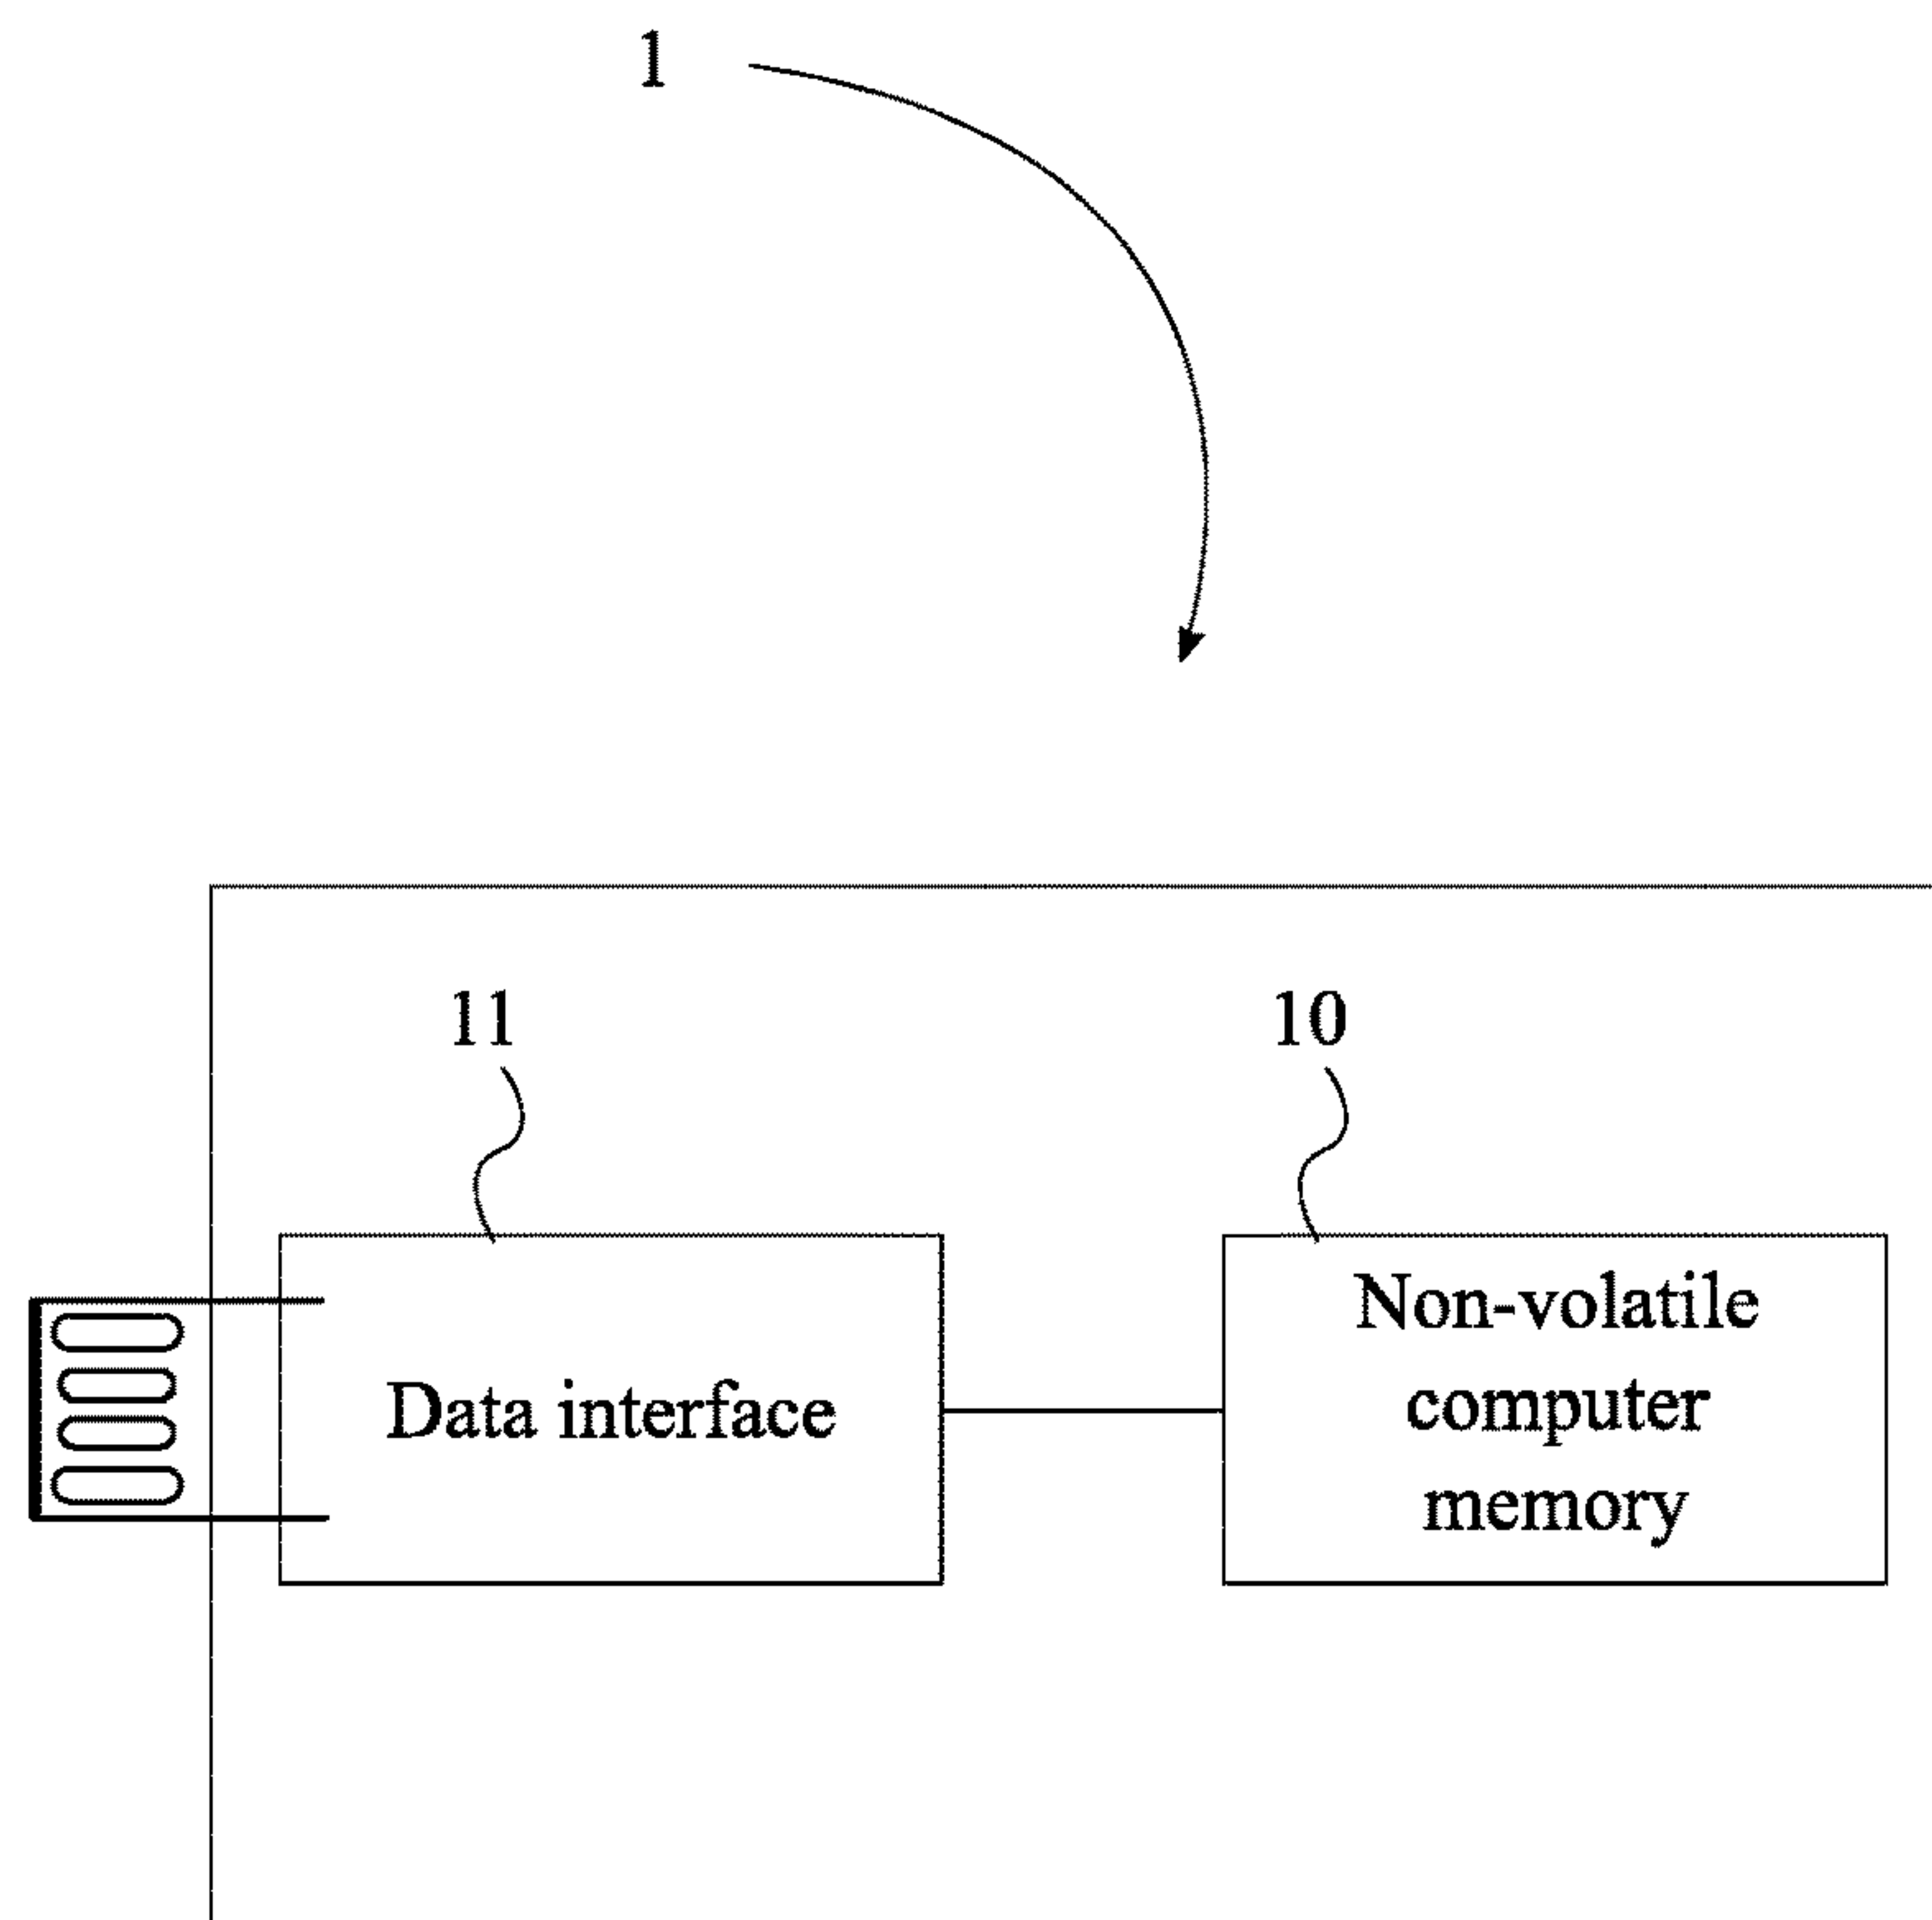 1
11
10
Data interface
Non-volatile
computer
memory